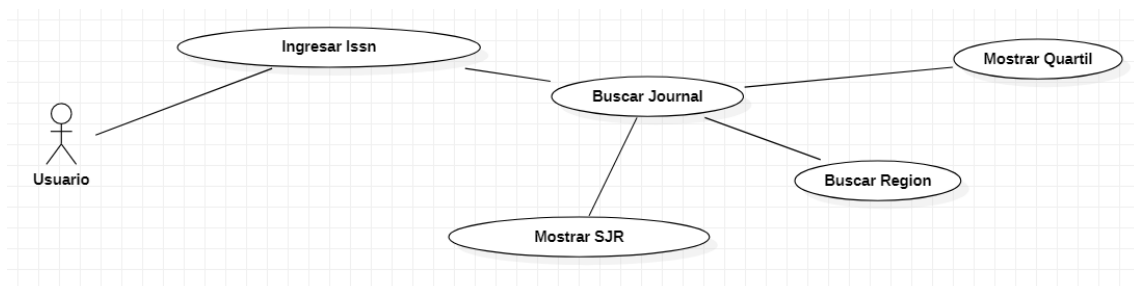 Ingresar Issn
Mostrar Quartil
Buscar Journal
Usuario
Buscar Region
Mostrar SJR